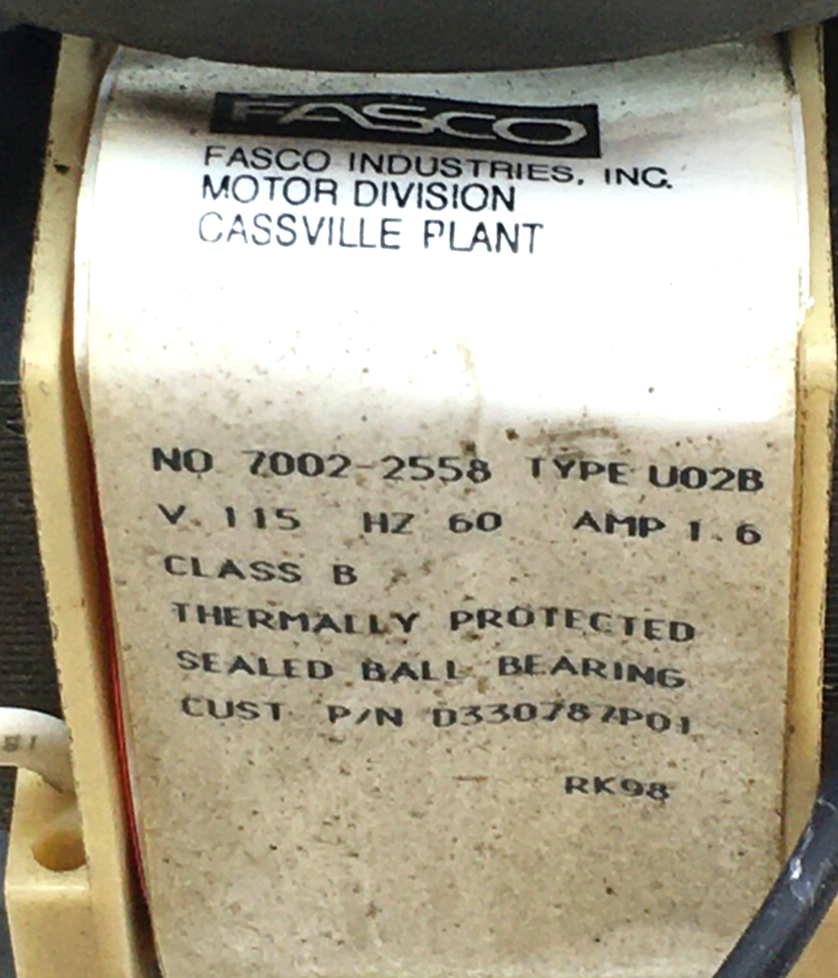 FASCO
FASCO INDUSTRIES, INC.
MOTOR DIVISION
CASSVILLE PLANT
NO 7002-2558 TYPE U02B
V 115 HZ 60 AMP 1.6
CLASS B
THERMALLY PROTECTED
SEALED BALL BEARING
CUST P/N D330787P01
RK98